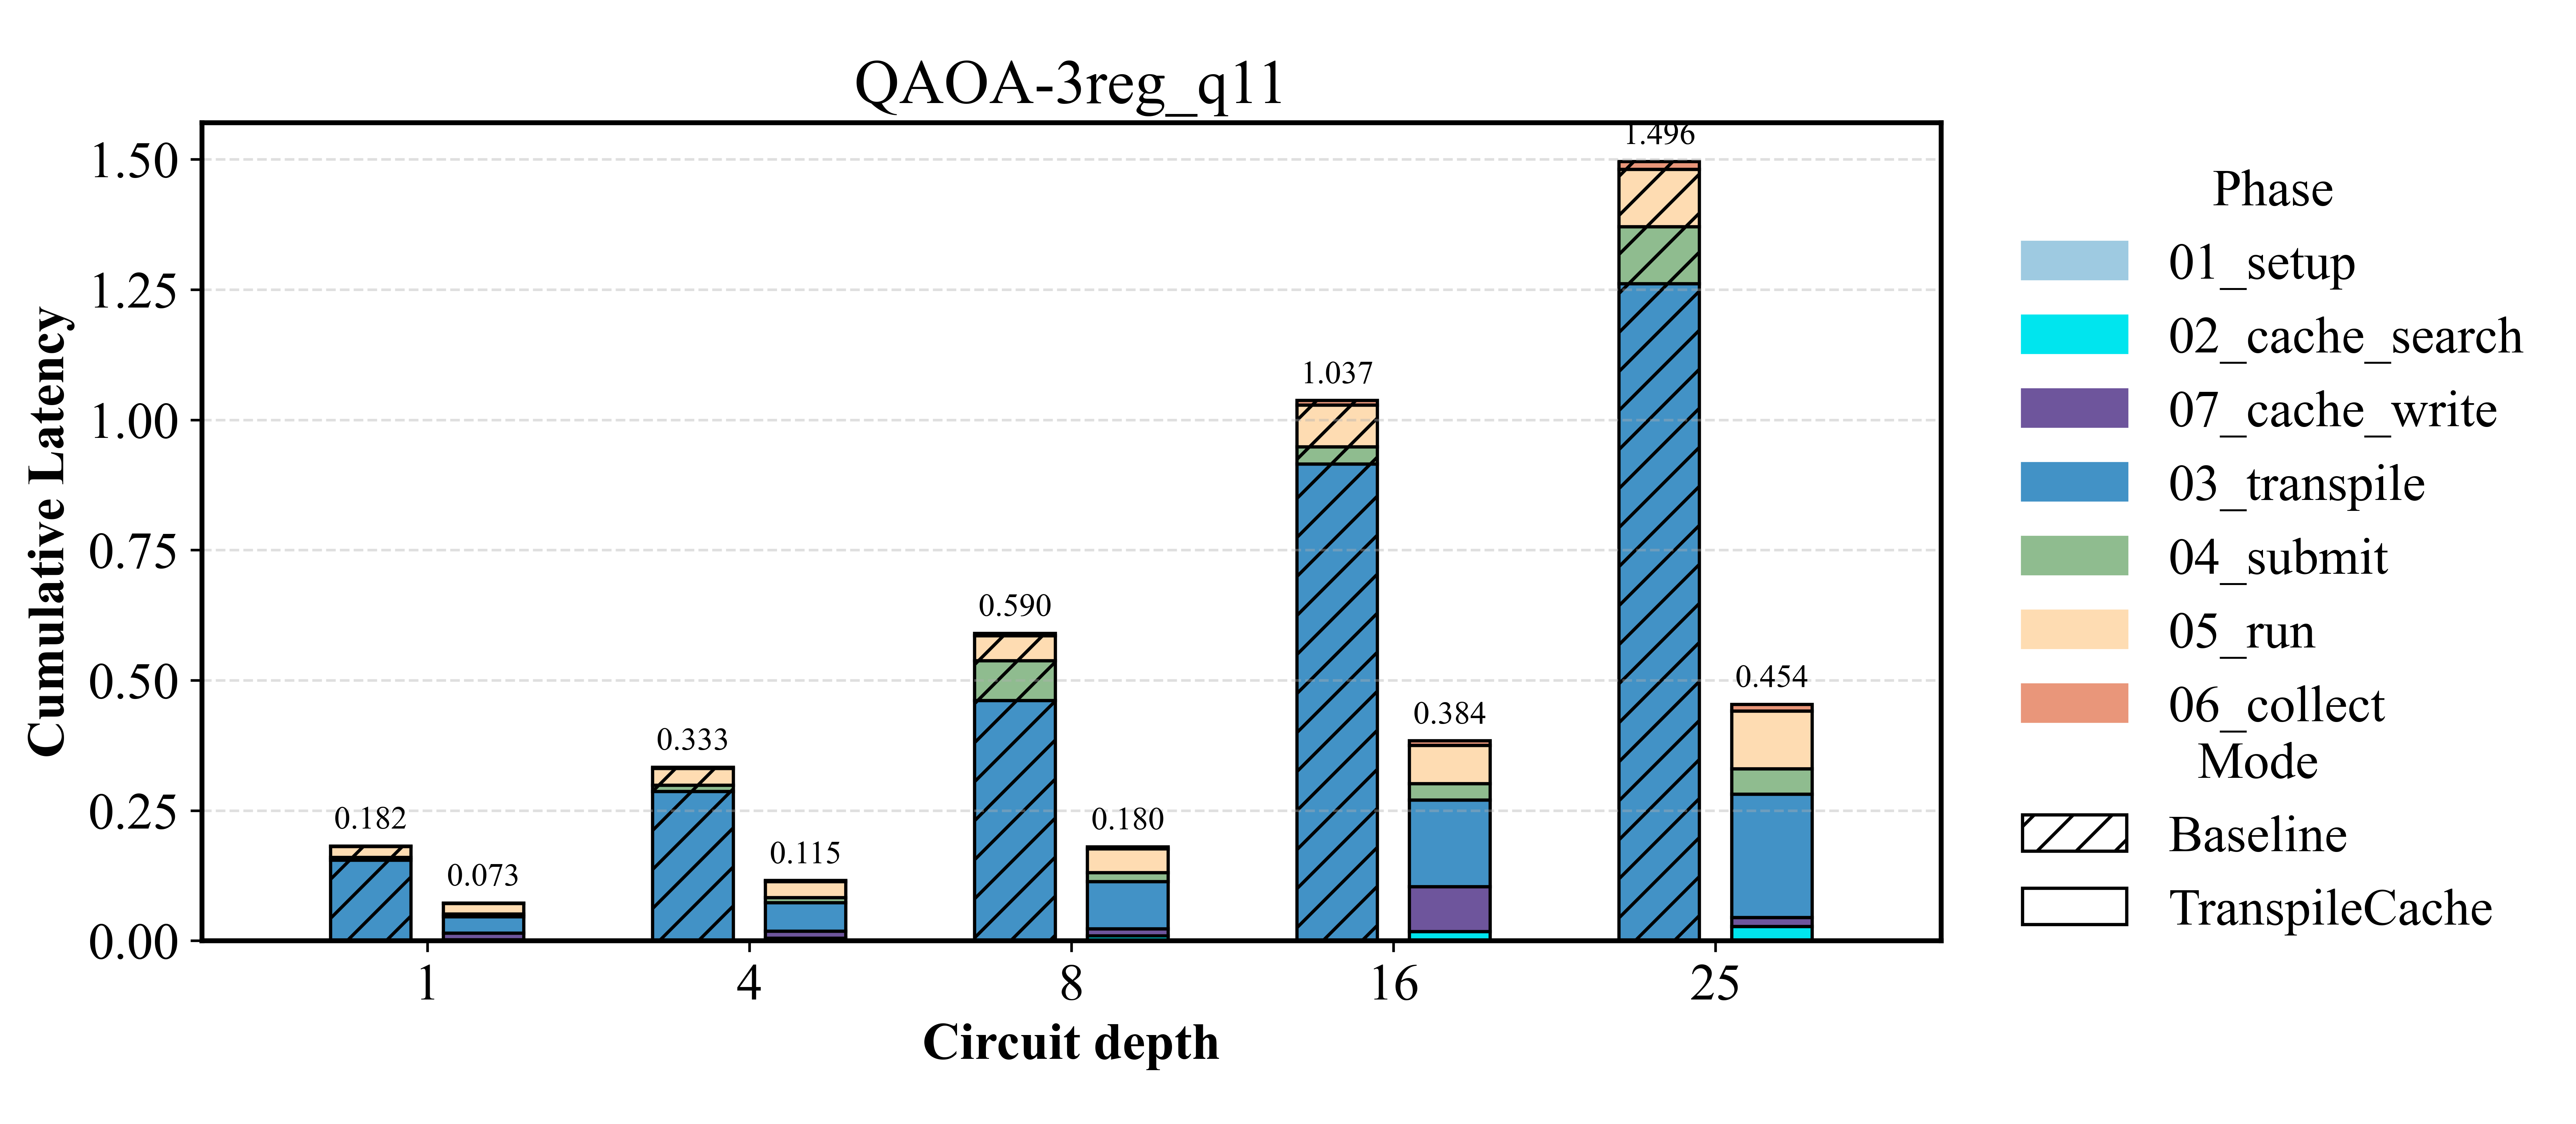 QAOA-3reg_q11
Cumulative Latency
1.50
1.25
1.00
0.75
0.50
0.25
0.00
0.182
0.073
0.333
0.115
0.590
0.180
1.037
0.384
1.496
0.454
1
4
8
16
25
Circuit depth
Phase
01_setup
02_cache_search
07_cache_write
03_transpile
04_submit
05_run
06_collect
Mode
Baseline
TranspileCache